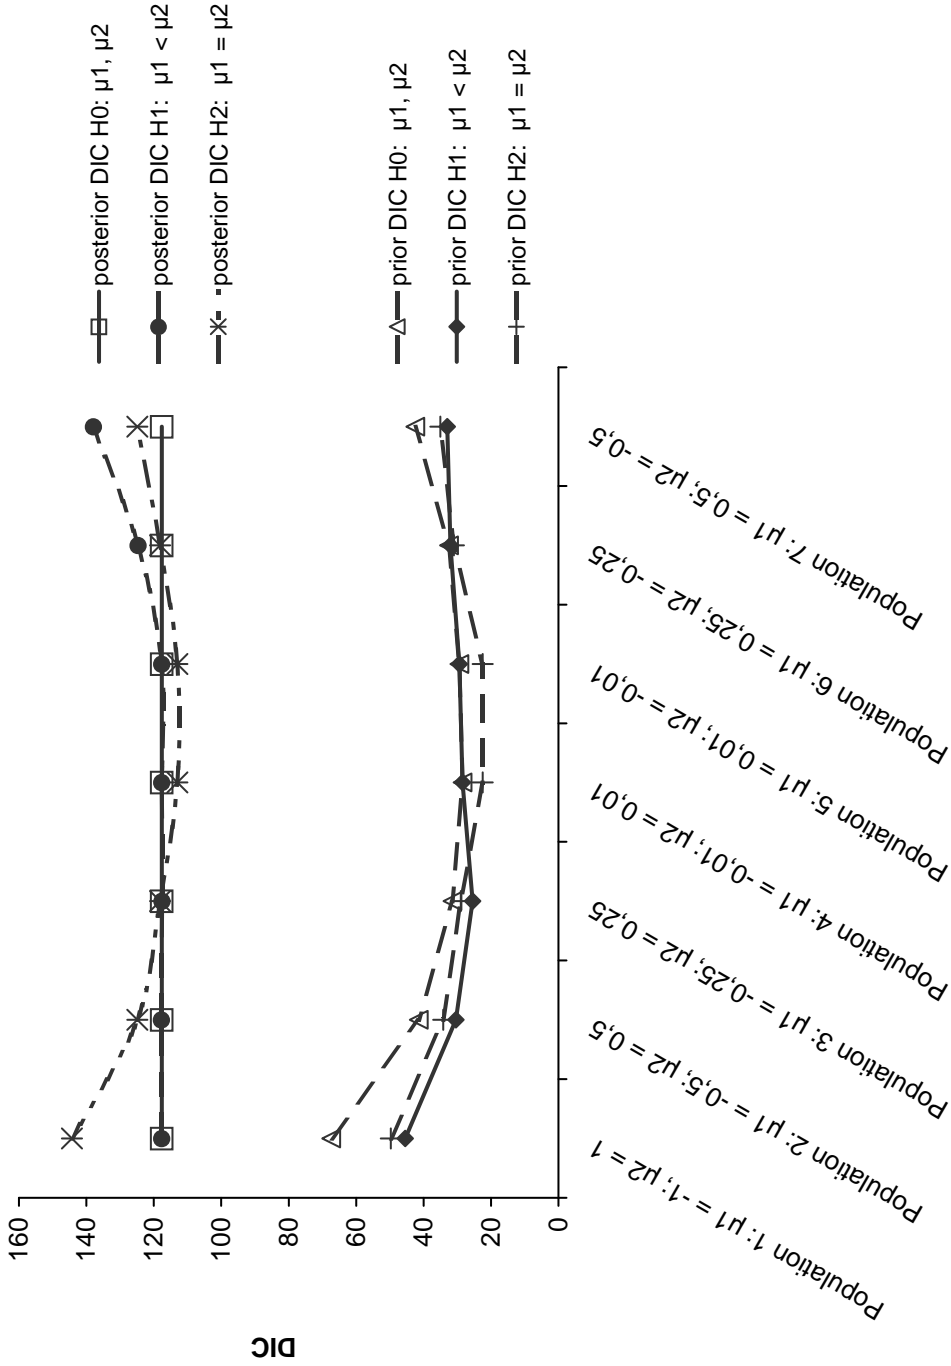 DIC
160
140
120
100
80
60
40
20
0
Population 1: µ1 = -1; µ2 = 1
Population 2: µ1 = -0,5; µ2 = 0,5
Population 3: µ1 = -0,25; µ2 = 0,25
Population 4: µ1 = -0,01; µ2 = 0,01
Population 5: µ1 = 0,01; µ2 = -0,01
Population 6: µ1 = 0,25; µ2 = -0,25
Population 7: µ1 = 0,5; µ2 = -0,5
posterior DIC H0: µ1, µ2
posterior DIC H1: µ1 < µ2
posterior DIC H2: µ1 = µ2
prior DIC H0: µ1, µ2
prior DIC H1: µ1 < µ2
prior DIC H2: µ1 = µ2